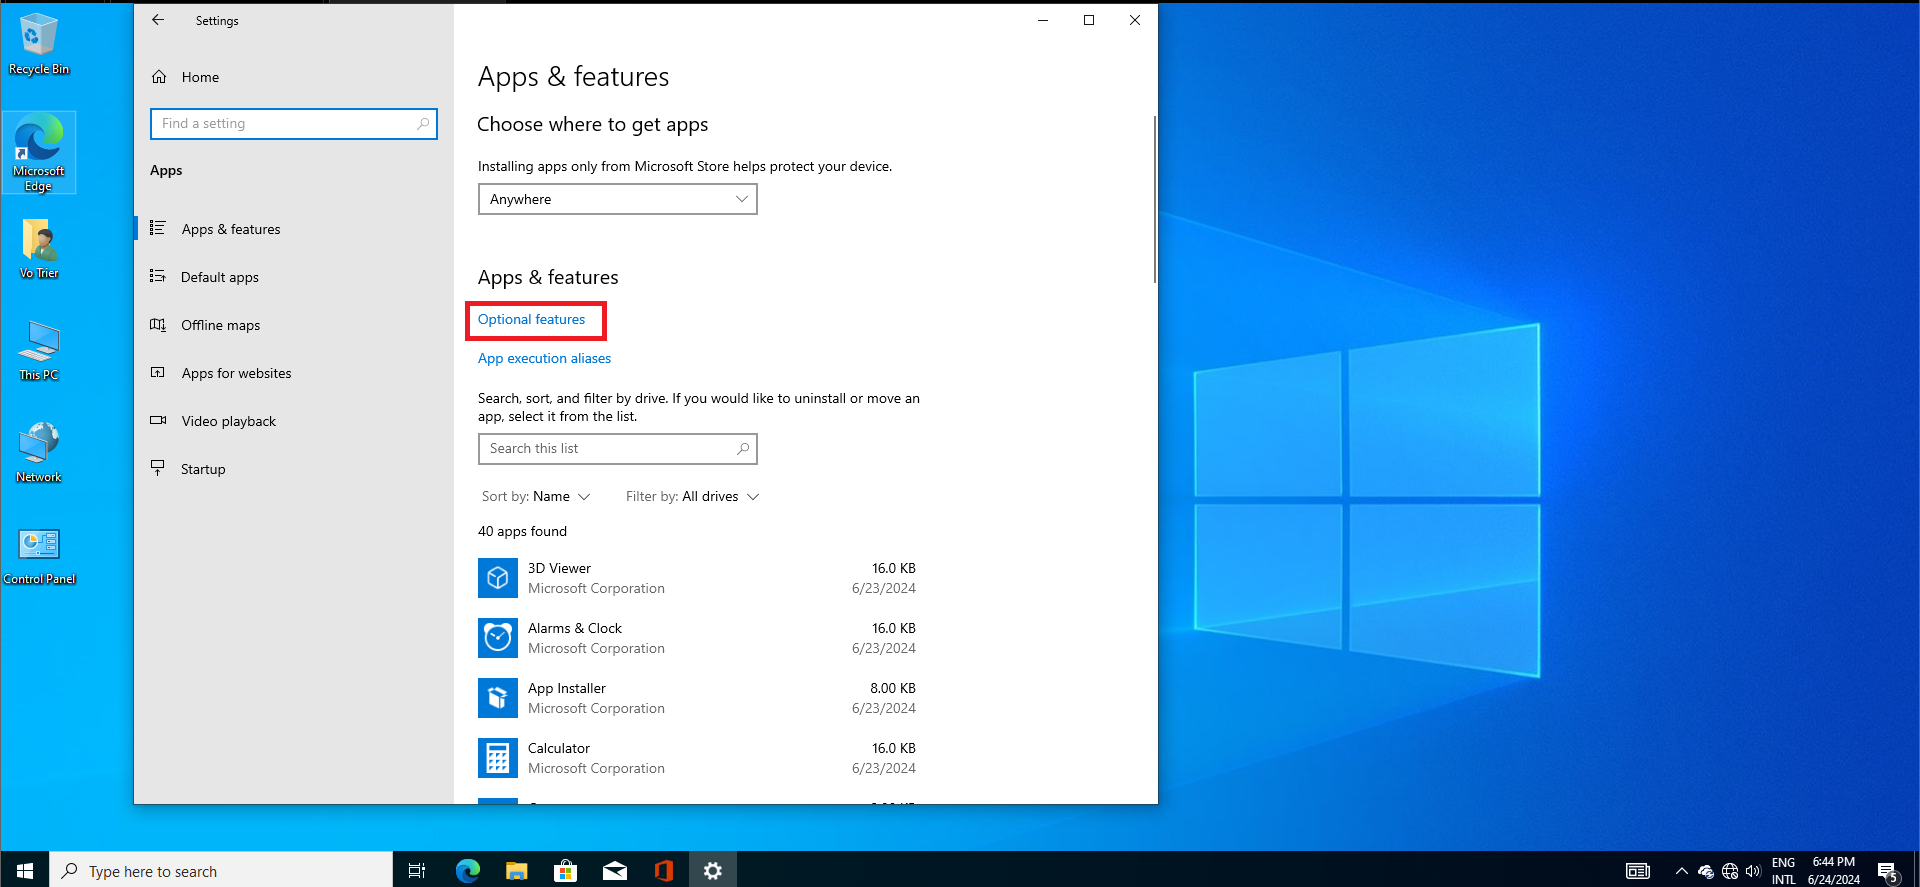 Recycle Bin
Microsoft
Edge
Vo Trier
This PC
Network
Control Panel
Settings
Home
Find a setting
Apps
Apps & features
Default apps
Offline maps
Apps for websites
Video playback
Startup
Apps & features
Choose where to get apps
Installing apps only from Microsoft Store helps protect your device.
Anywhere
Apps & features
Optional features
App execution aliases
Search, sort, and filter by drive. If you would like to uninstall or move an
app, select it from the list.
Search this list
Sort by: Name Filter by: All drives
40 apps found
3D Viewer 16.0 KB
Microsoft Corporation 6/23/2024
Alarms & Clock 16.0 KB
Microsoft Corporation 6/23/2024
App Installer 8.00 KB
Microsoft Corporation 6/23/2024
Calculator 16.0 KB
Microsoft Corporation 6/23/2024
Type here to search
ENG
INTL
6:44 PM
6/24/2024
5